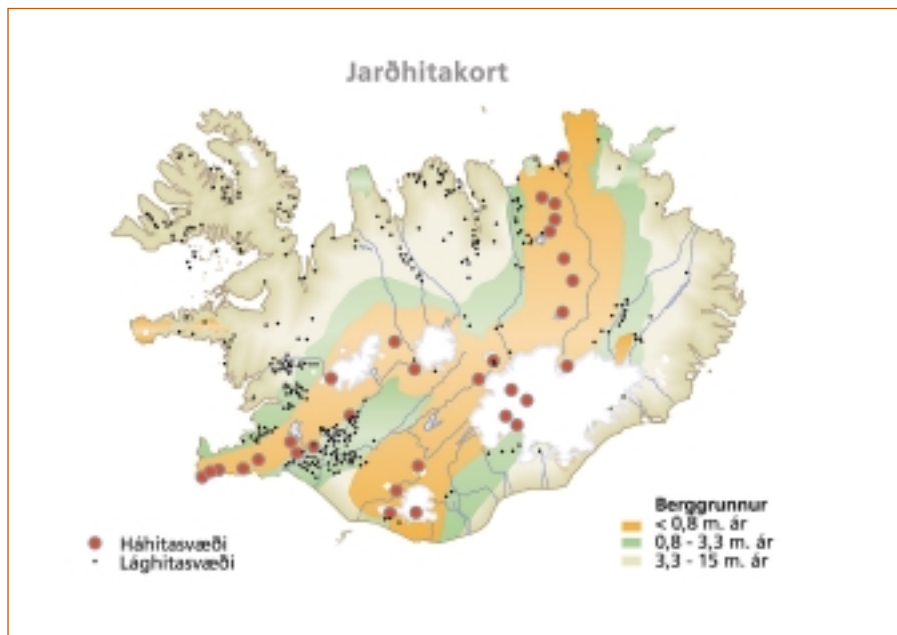 Jarðhitakort
Háhitasvæði
Lághitasvæði
Berggrunnur
< 0,8 m. ár
0,8 - 3,3 m. ár
3,3 - 15 m. ár